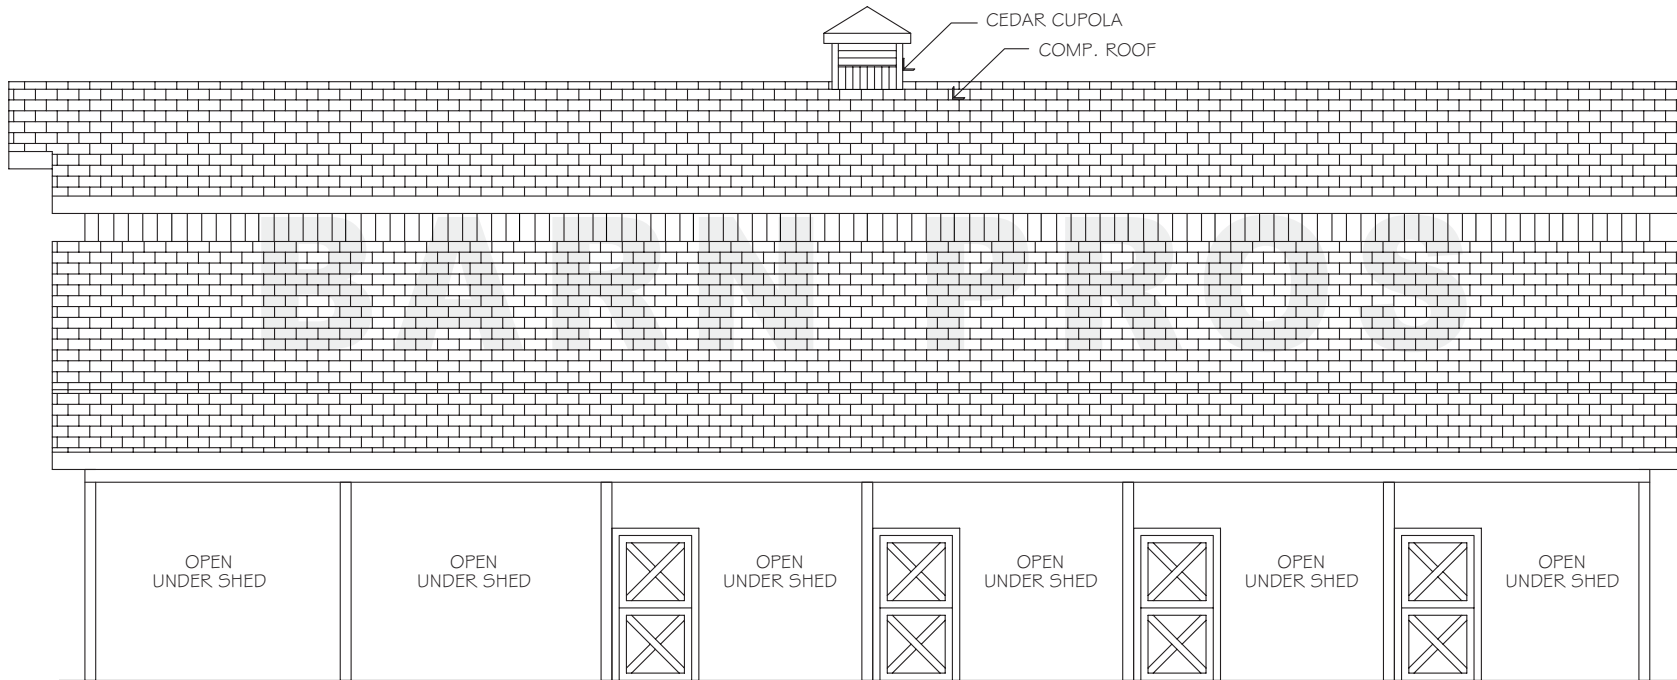 CEDAR CUPOLA
COMP. ROOF
BARN PROS
OPEN
UNDER SHED
OPEN
UNDER SHED
OPEN
UNDER SHED
OPEN
UNDER SHED
OPEN
UNDER SHED
OPEN
UNDER SHED